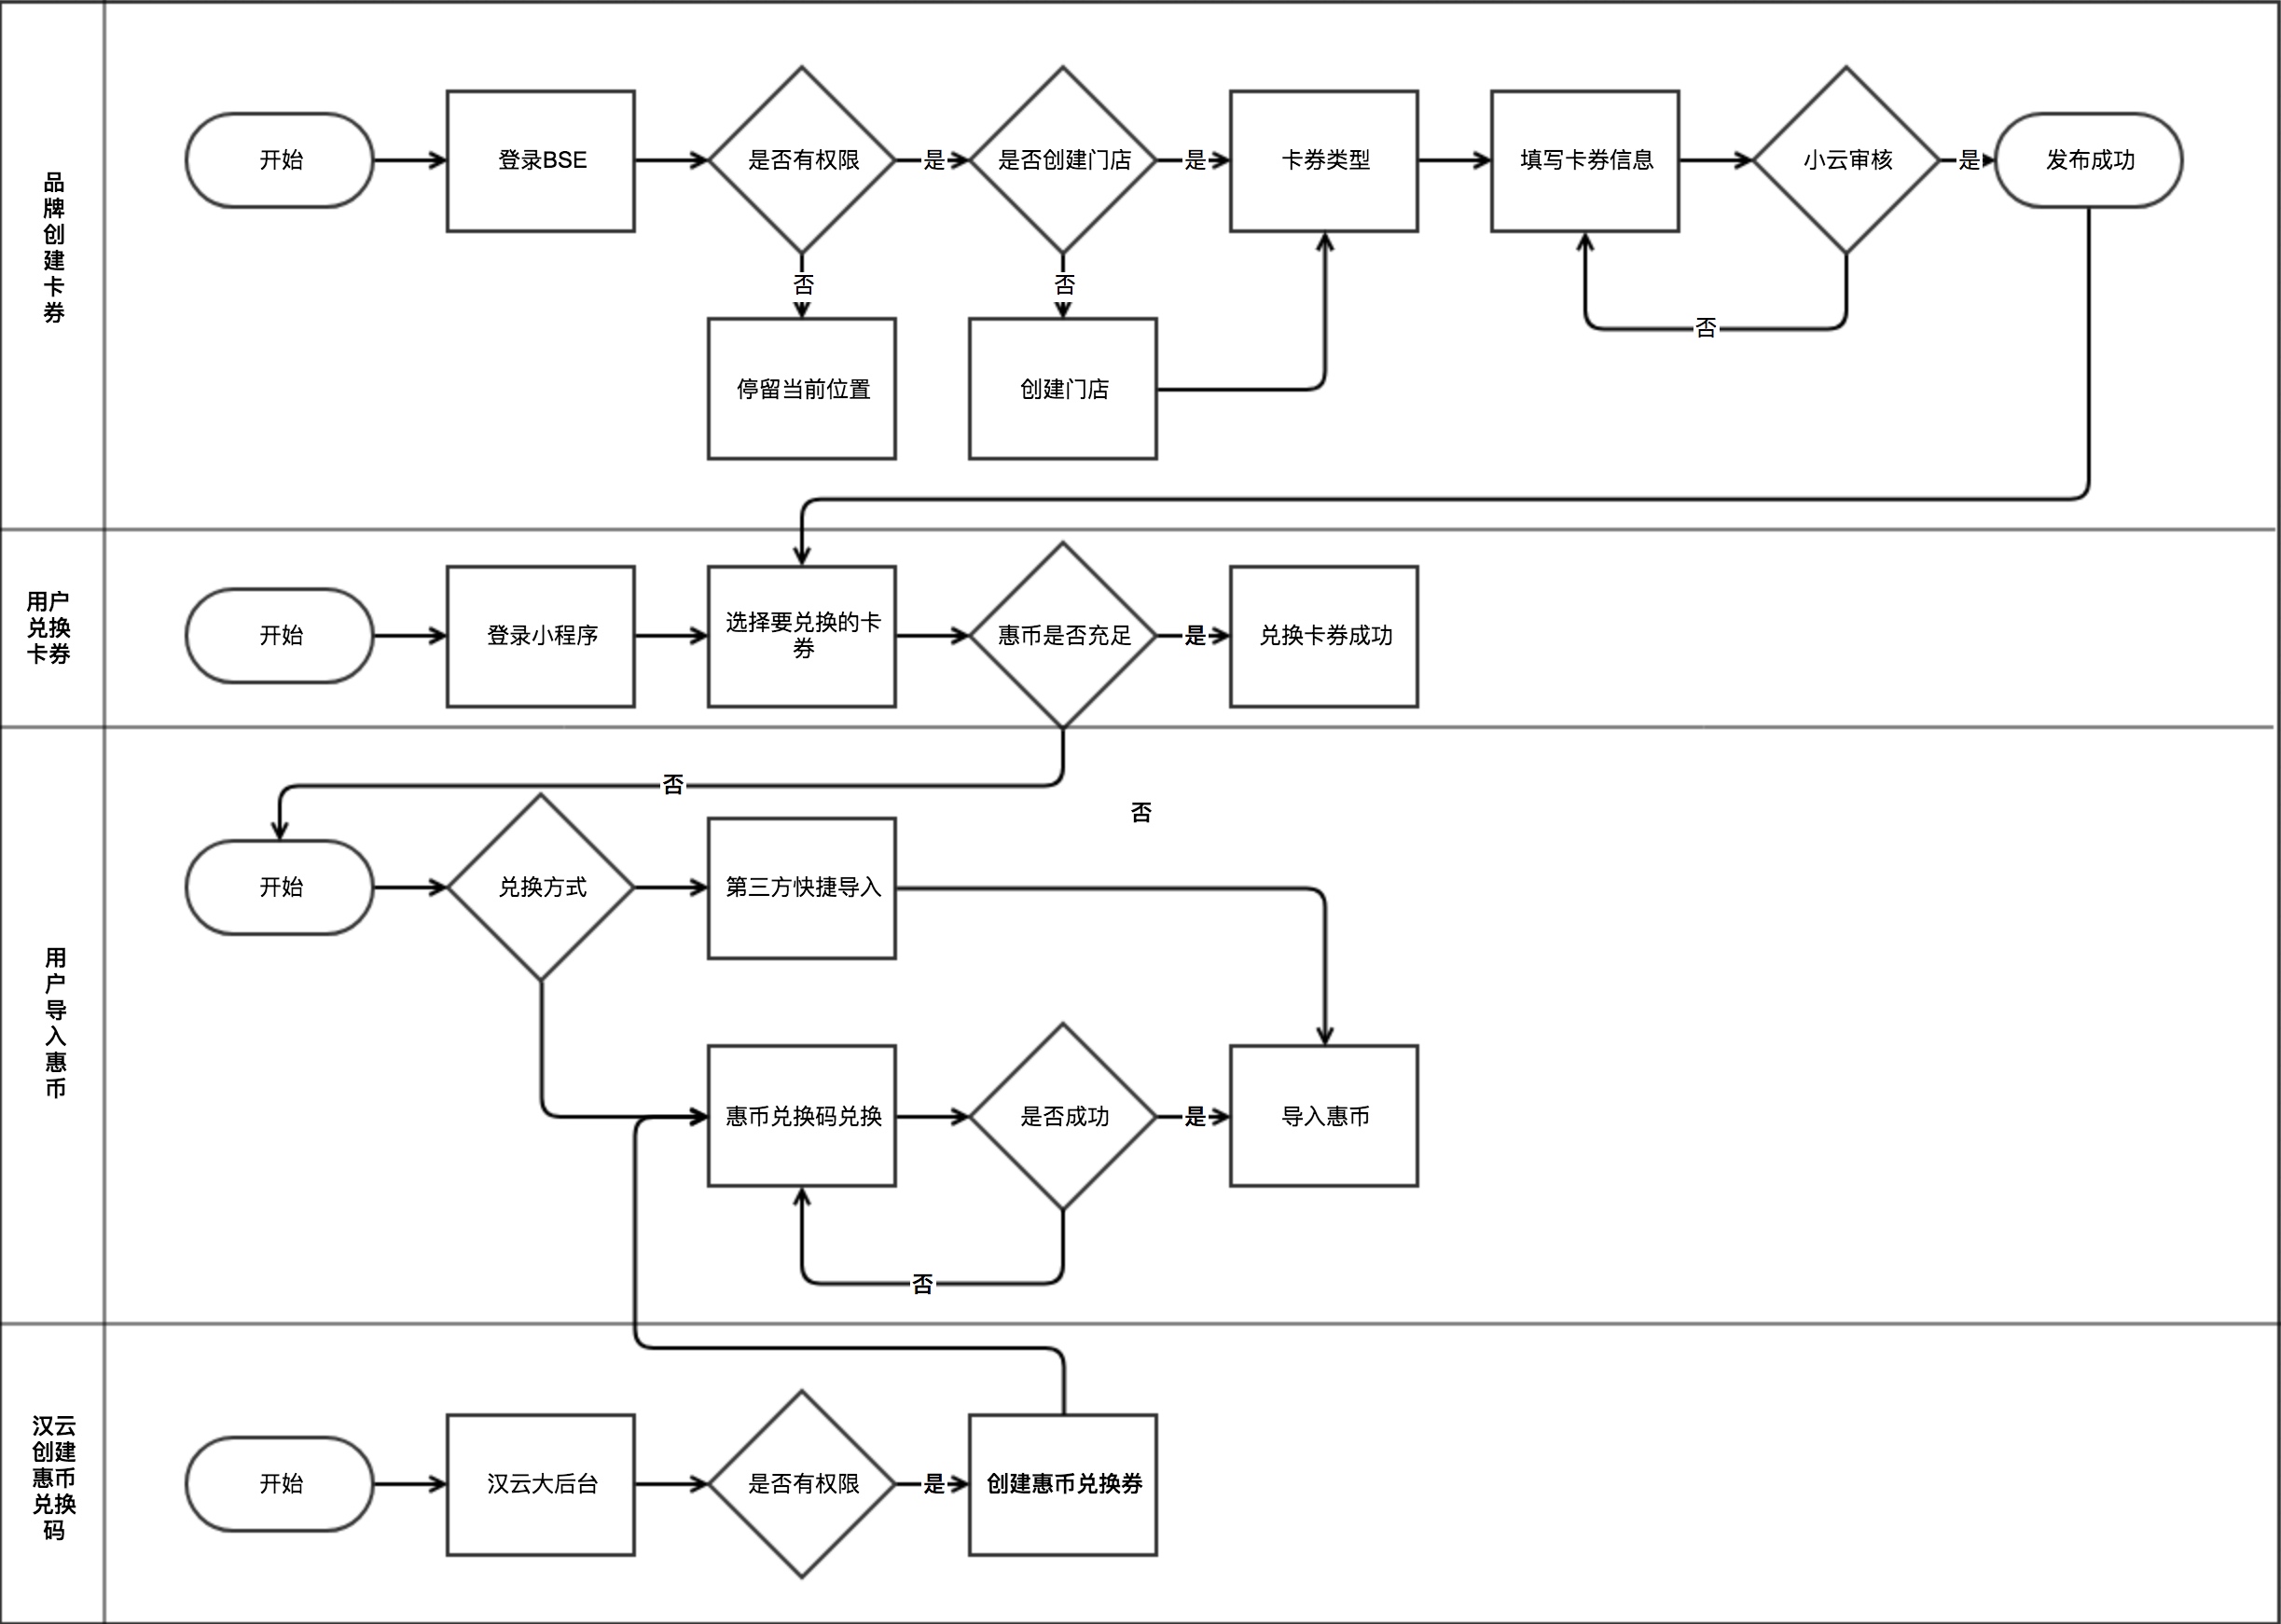 品
牌
创
建
卡
券
开始
登录BSE
是否有权限
是
是否创建门店
是
卡券类型
填写卡券信息
小云审核
是
发布成功
否
否
否
停留当前位置
创建门店
用户
兑换
卡券
开始
登录小程序
选择要兑换的卡
券
惠币是否充足
是
兑换卡券成功
用
户
导
入
惠
币
否
否
开始
兑换方式
第三方快捷导入
惠币兑换码兑换
是否成功
是
导入惠币
否
汉云
创建
惠币
兑换
码
开始
汉云大后台
是否有权限
是
创建惠币兑换券